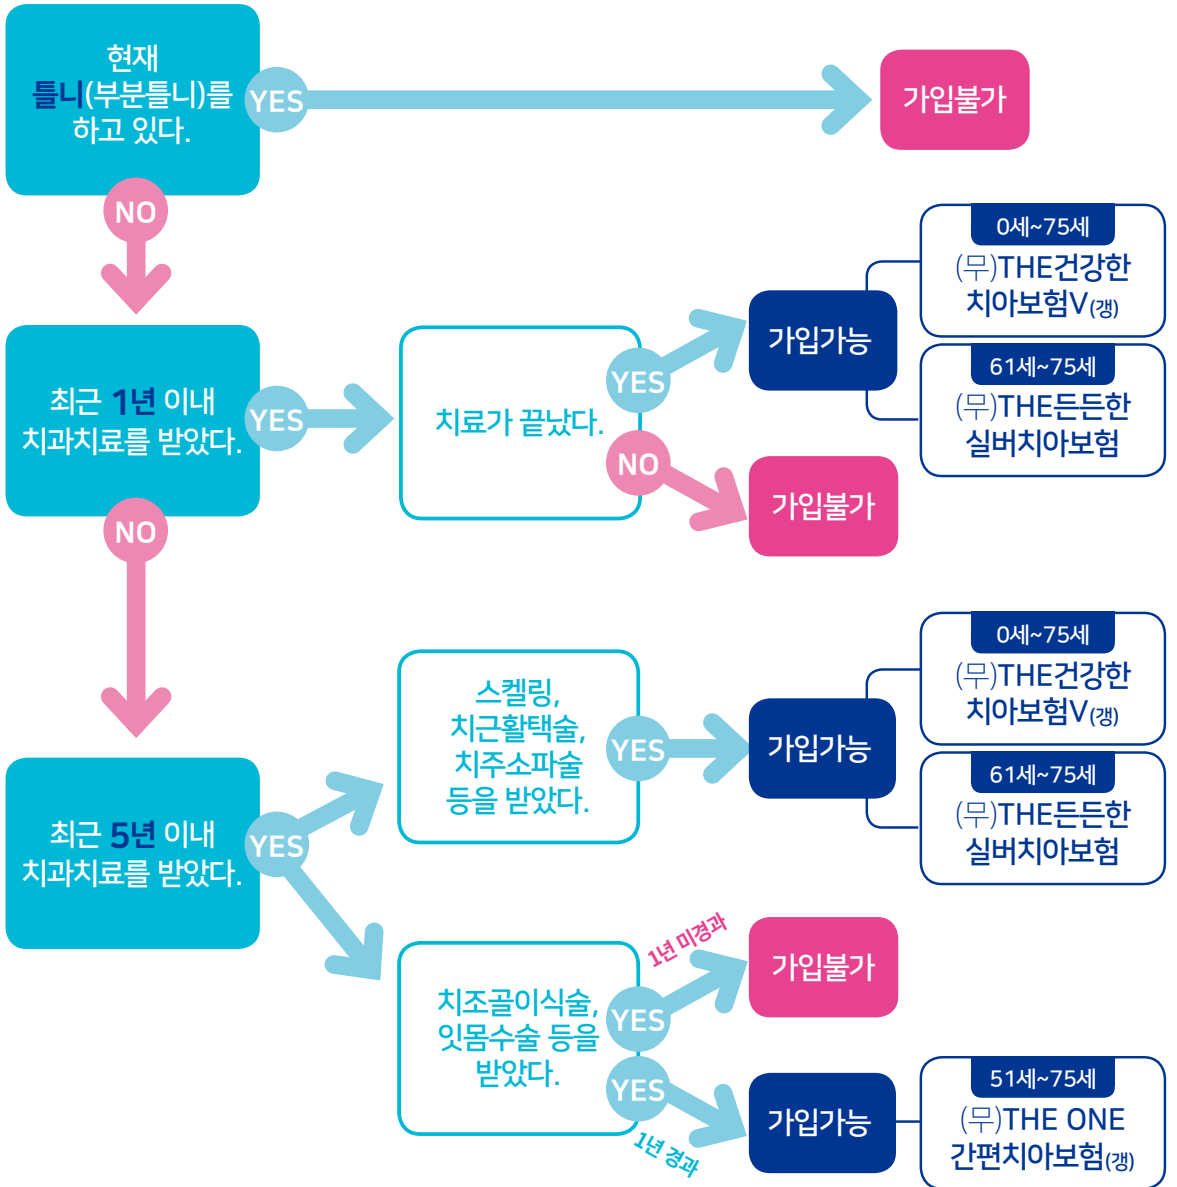 현재
틀니(부분틀니)를
하고 있다.
YES
가입불가
NO
최근 1년 이내
치과치료를 받았다.
YES
치료가 끝났다.
YES
가입가능
0세~75세
(무)THE건강한
치아보험V(갱)
61세~75세
(무)THE든든한
실버치아보험
NO
가입불가
NO
최근 5년 이내
치과치료를 받았다.
YES
스켈링,
치근활택술,
치주소파술
등을 받았다.
YES
가입가능
0세~75세
(무)THE건강한
치아보험V(갱)
61세~75세
(무)THE든든한
실버치아보험
치조골이식술,
잇몸수술 등을
받았다.
YES
1년 미경과
가입불가
YES
1년 경과
가입가능
51세~75세
(무)THE ONE
간편치아보험(갱)